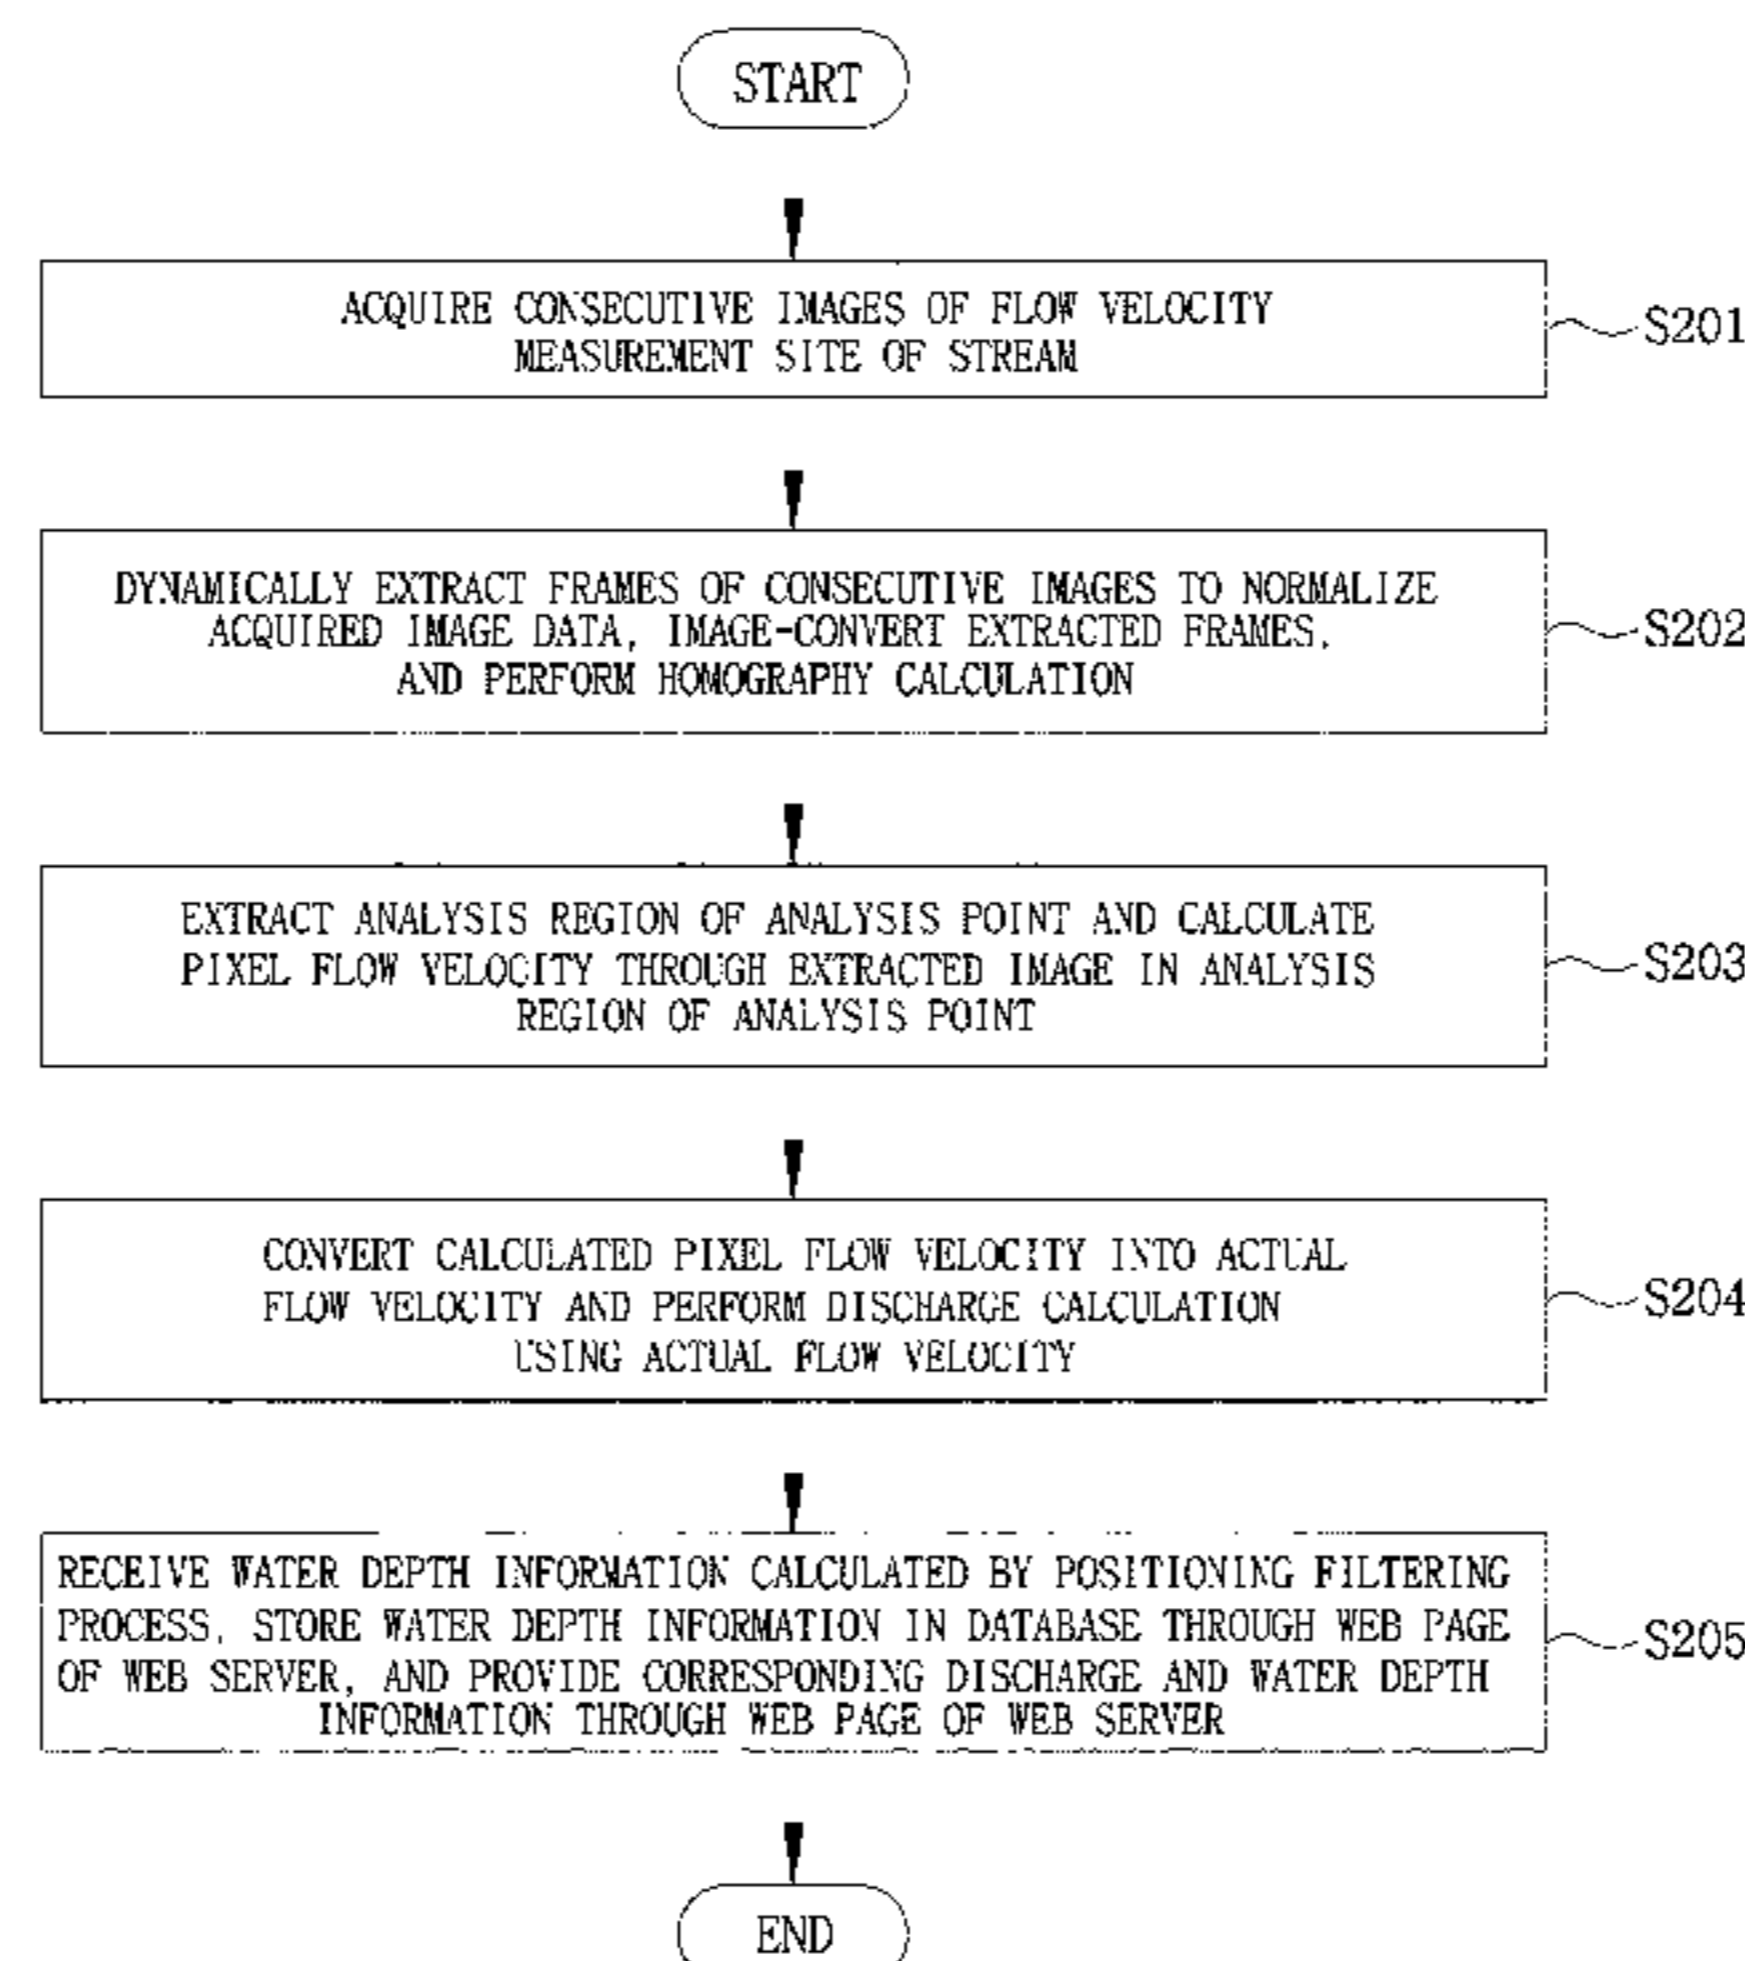 START
ACQUIRE CONSECUTIVE IMAGES OF FLOW VELOCITY
MEASUREMENT SITE OF STREAM
S201
DYNAMICALLY EXTRACT FRAMES OF CONSECUTIVE IMAGES TO NORMALIZE
ACQUIRED IMAGE DATA, IMAGE-CONVERT EXTRACTED FRAMES,
AND PERFORM HOMOGRAPHY CALCULATION
S202
EXTRACT ANALYSIS REGION OF ANALYSIS POINT AND CALCULATE
PIXEL FLOW VELOCITY THROUGH EXTRACTED IMAGE IN ANALYSIS
REGION OF ANALYSIS POINT
S203
CONVERT CALCULATED PIXEL FLOW VELOCITY INTO ACTUAL
FLOW VELOCITY AND PERFORM DISCHARGE CALCULATION
USING ACTUAL FLOW VELOCITY
S204
RECEIVE WATER DEPTH INFORMATION CALCULATED BY POSITIONING FILTERING
PROCESS, STORE WATER DEPTH INFORMATION IN DATABASE THROUGH WEB PAGE
OF WEB SERVER, AND PROVIDE CORRESPONDING DISCHARGE AND WATER DEPTH
INFORMATION THROUGH WEB PAGE OF WEB SERVER
S205
END